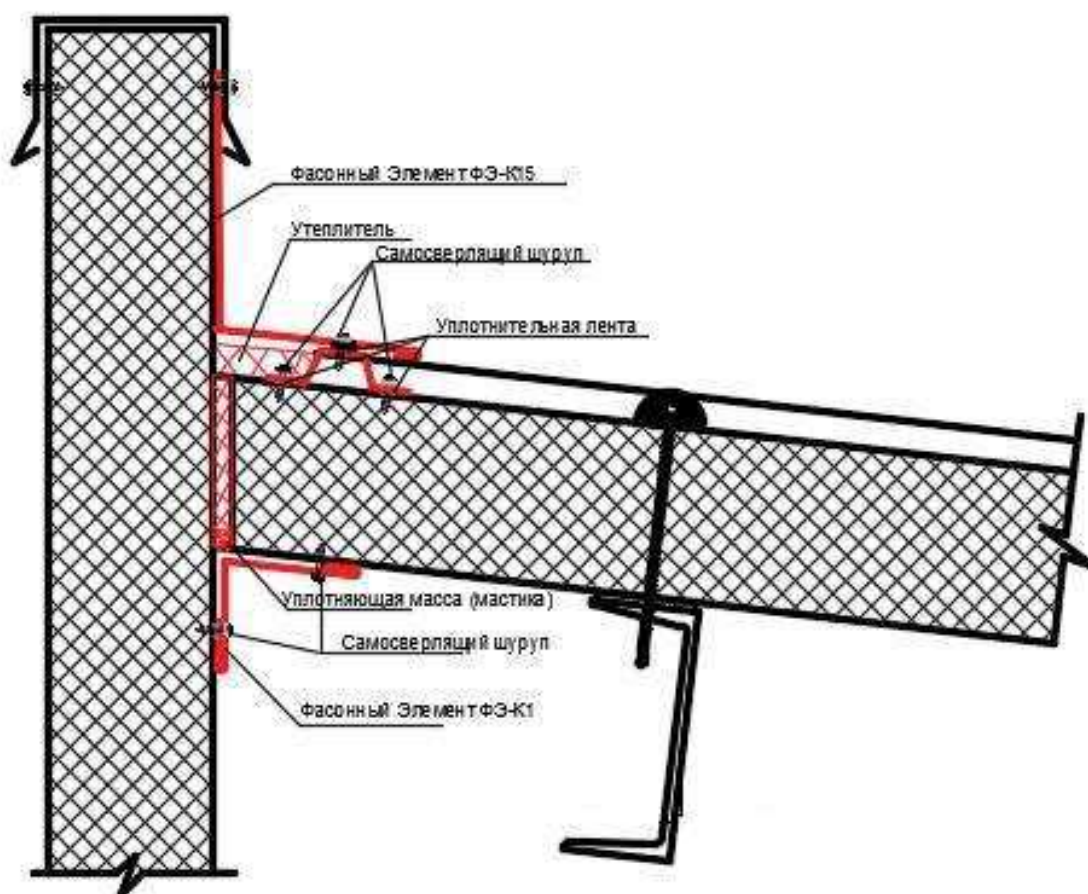 Фасонный Элемент ФЭ-К15
Утеплитель
Самосверлящий шуруп
Уплотнительная лента
Уплотняющая масса (мастика)
Самосверлящий шуруп
Фасонный Элемент ФЭ-К1